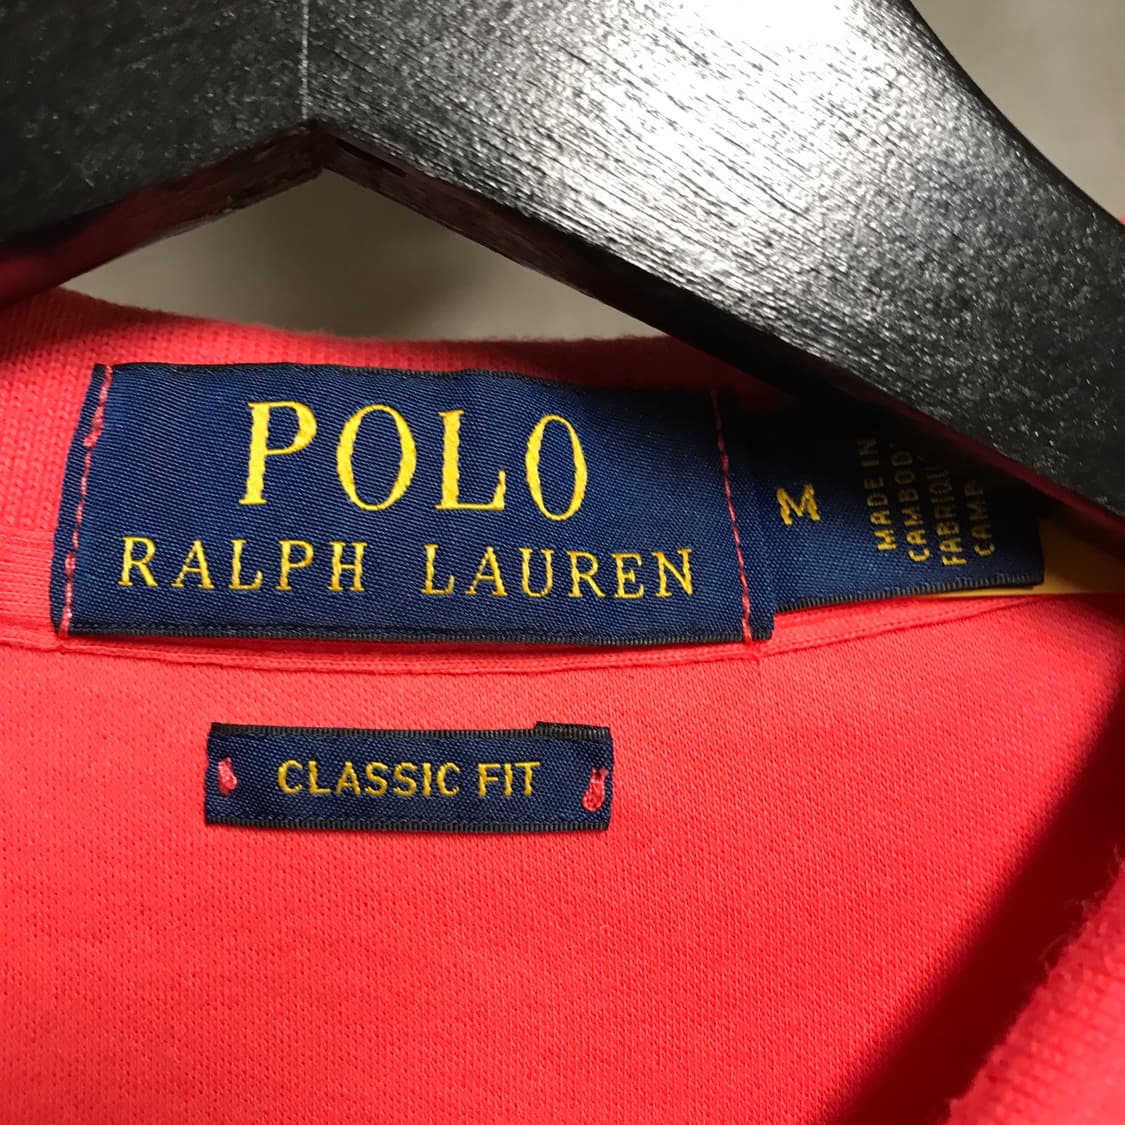 POLO
RALPH LAUREN
M
MADE IN
CLASSIC FIT